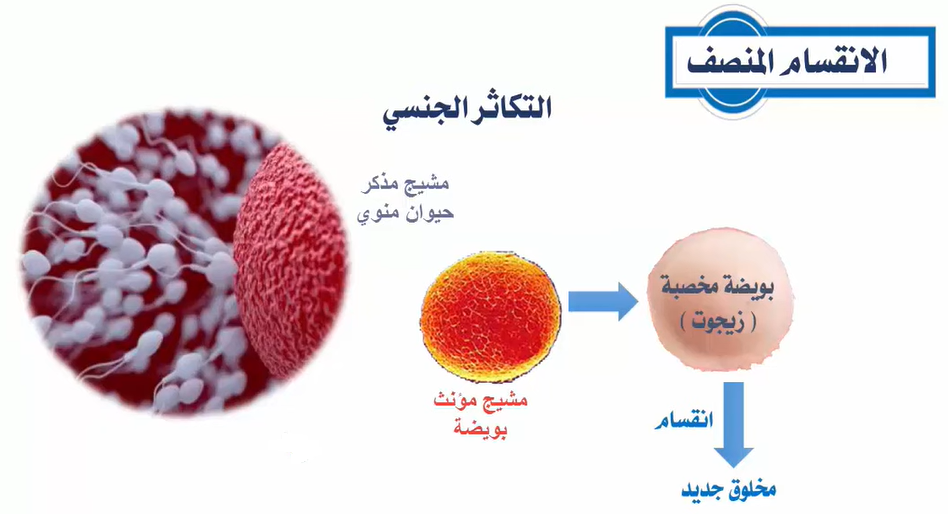 الانقسام المنصف
التكاثر الجنسي
مشيج مذكر
حيوان منوي
بويضة مخصبة
( زيجوت )
مشيج مؤنث
بويضة
انقسام
مخلوق جديد